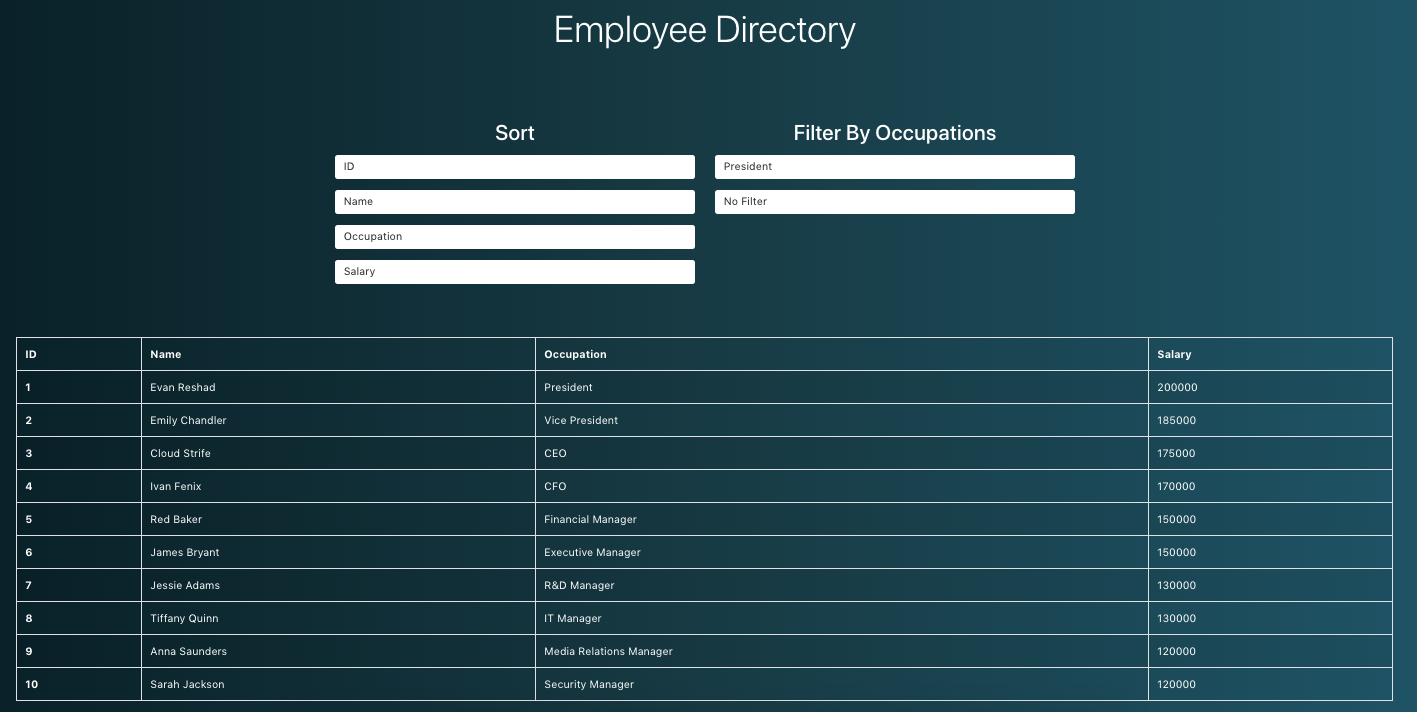 Employee Directory
Sort
Filter By Occupations
ID
President
Name
No Filter
Occupation
Salary
ID Name Occupation Salary
1 Evan Reshad President 200000
2 Emily Chandler Vice President 185000
3 Cloud Strife CEO 175000
4 Ivan Fenix CFO 170000
5 Red Baker Financial Manager 150000
6 James Bryant Executive Manager 150000
7 Jessie Adams R&D Manager 130000
8 Tiffany Quinn IT Manager 130000
9 Anna Saunders Media Relations Manager 120000
10 Sarah Jackson Security Manager 120000